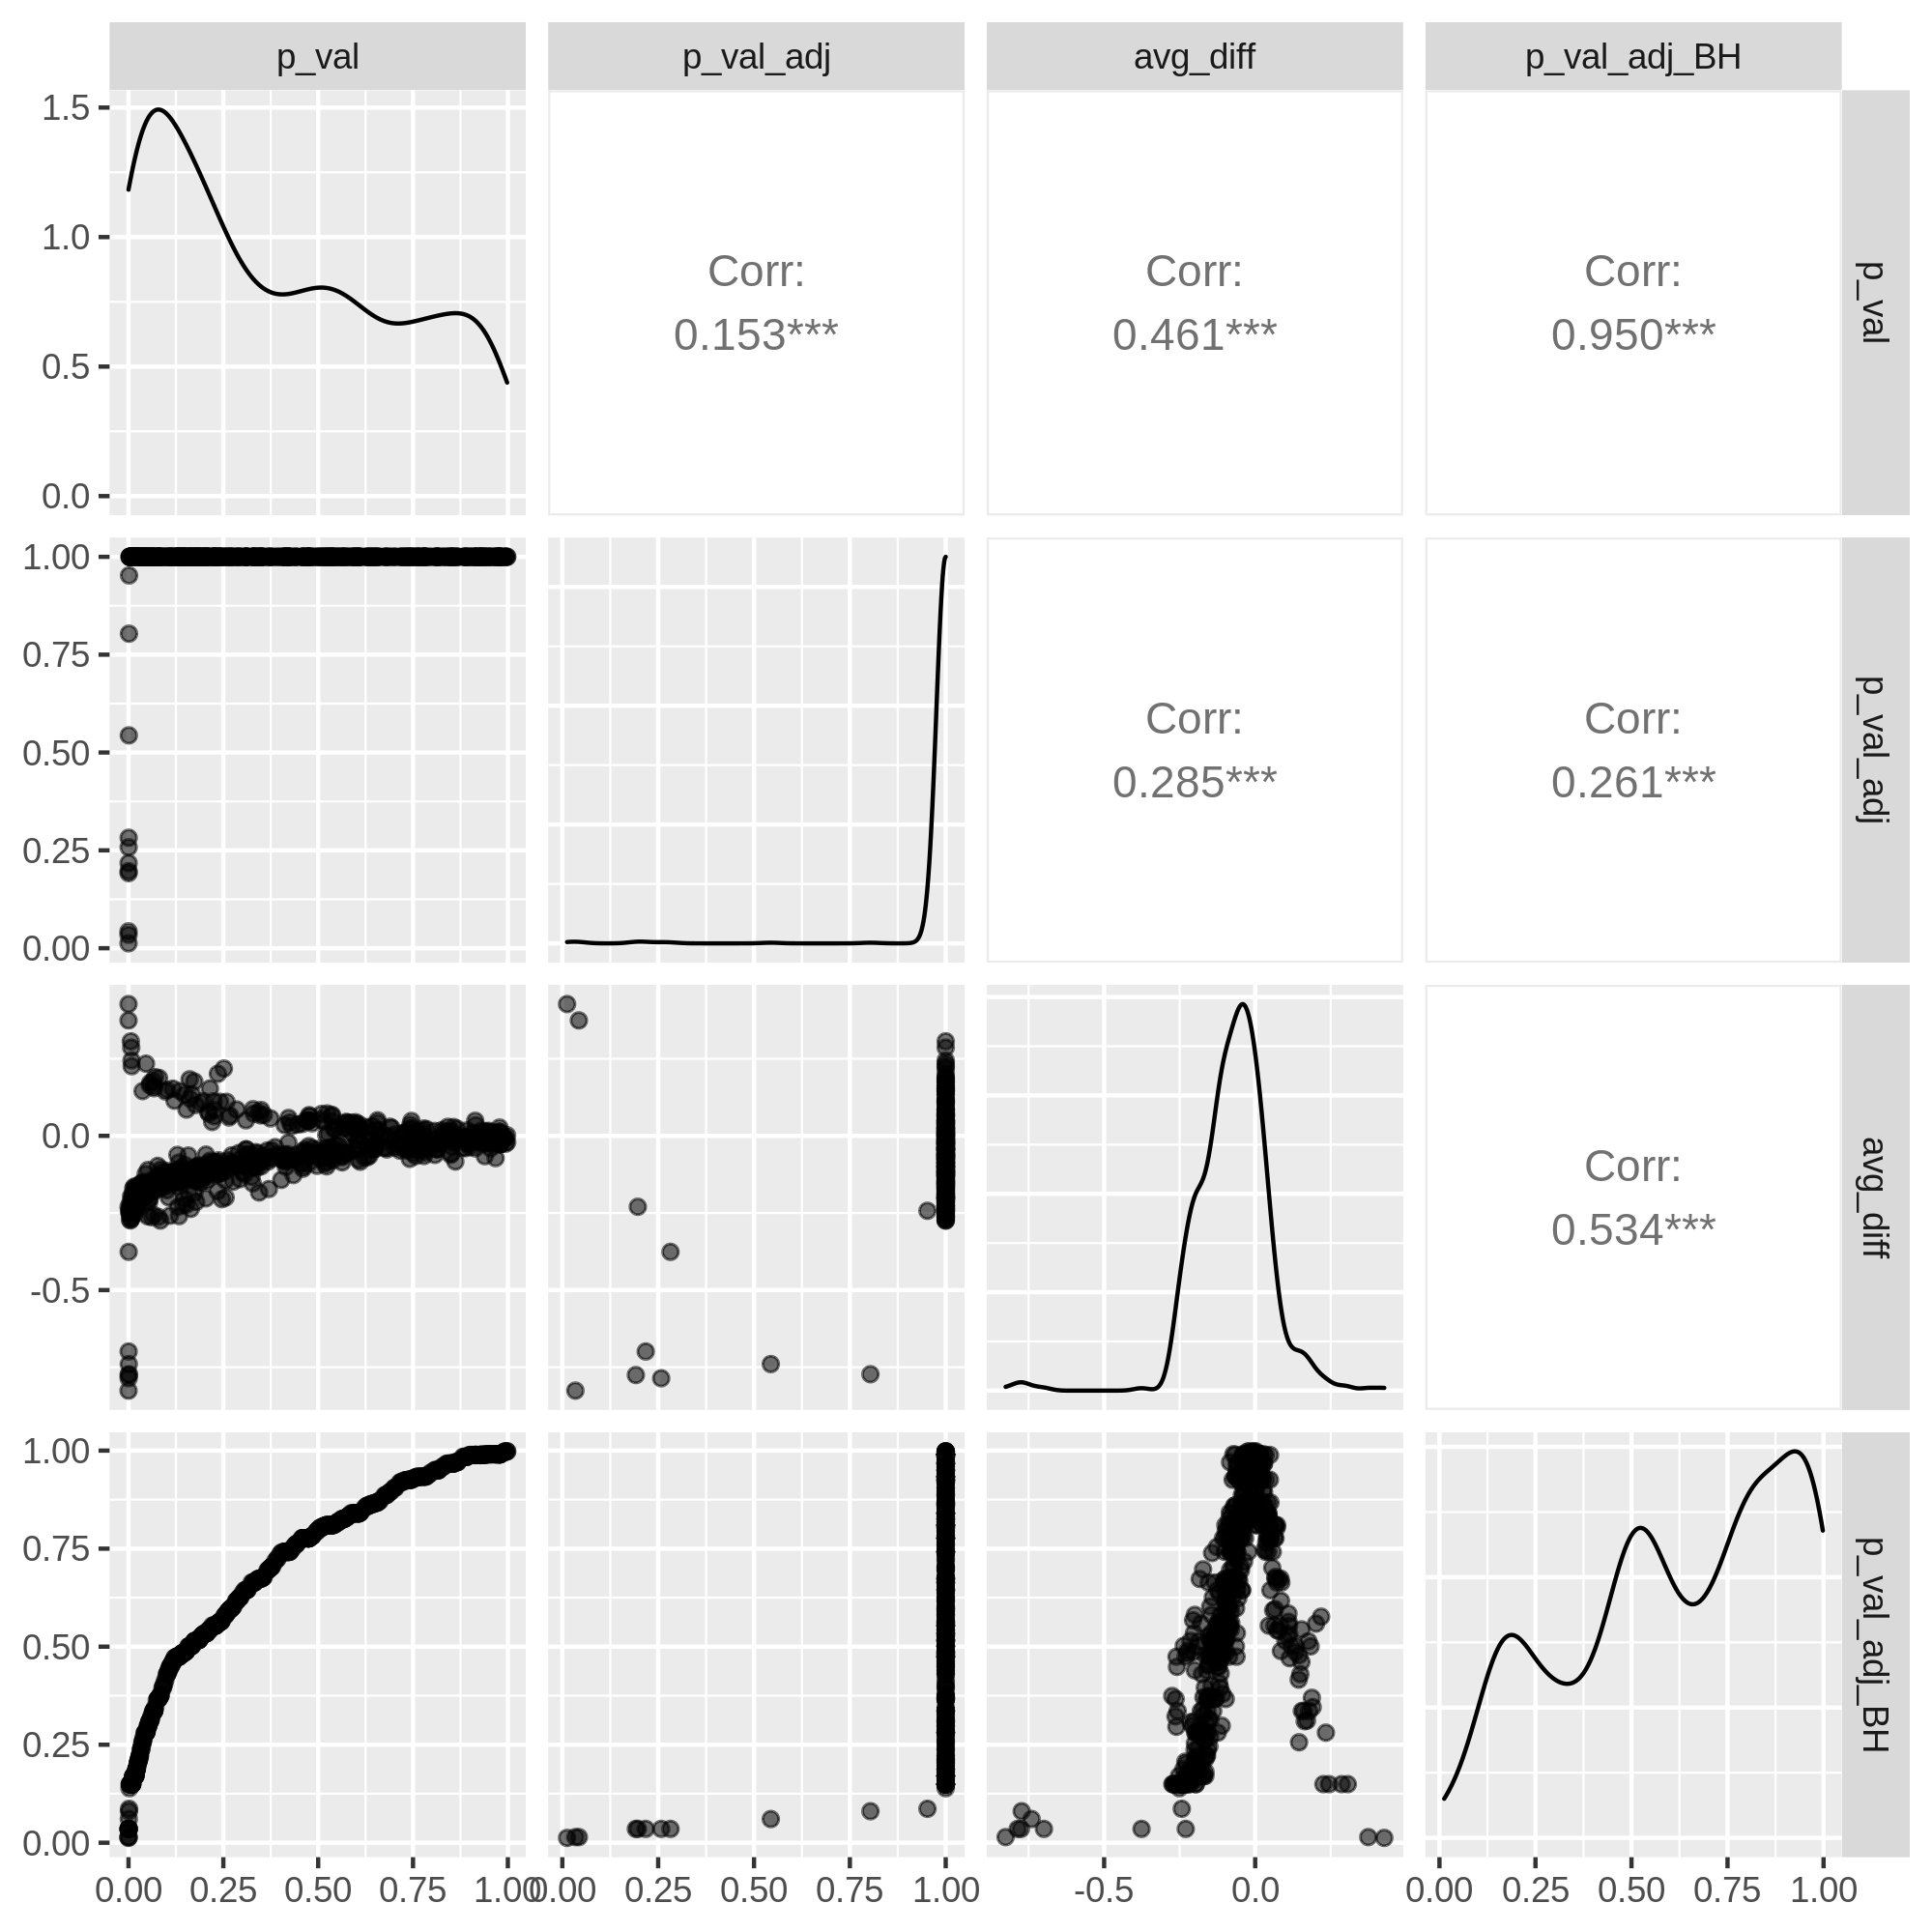 p_val p_val_adj avg_diff p_val_adj_BH
1.5
1.0
0.5
0.0
Corr:
0.153***
Corr:
0.461***
Corr:
0.950***
p_val
1.00
0.75
0.50
0.25
0.00
Corr:
0.285***
Corr:
0.261***
p_val_adj
0.0
-0.5
Corr:
0.534***
avg_diff
1.00
0.75
0.50
0.25
0.00
p_val_adj_BH
0.00 0.25 0.50 0.75 1.00 0.00 0.25 0.50 0.75 1.00 -0.5 0.0 0.00 0.25 0.50 0.75 1.00